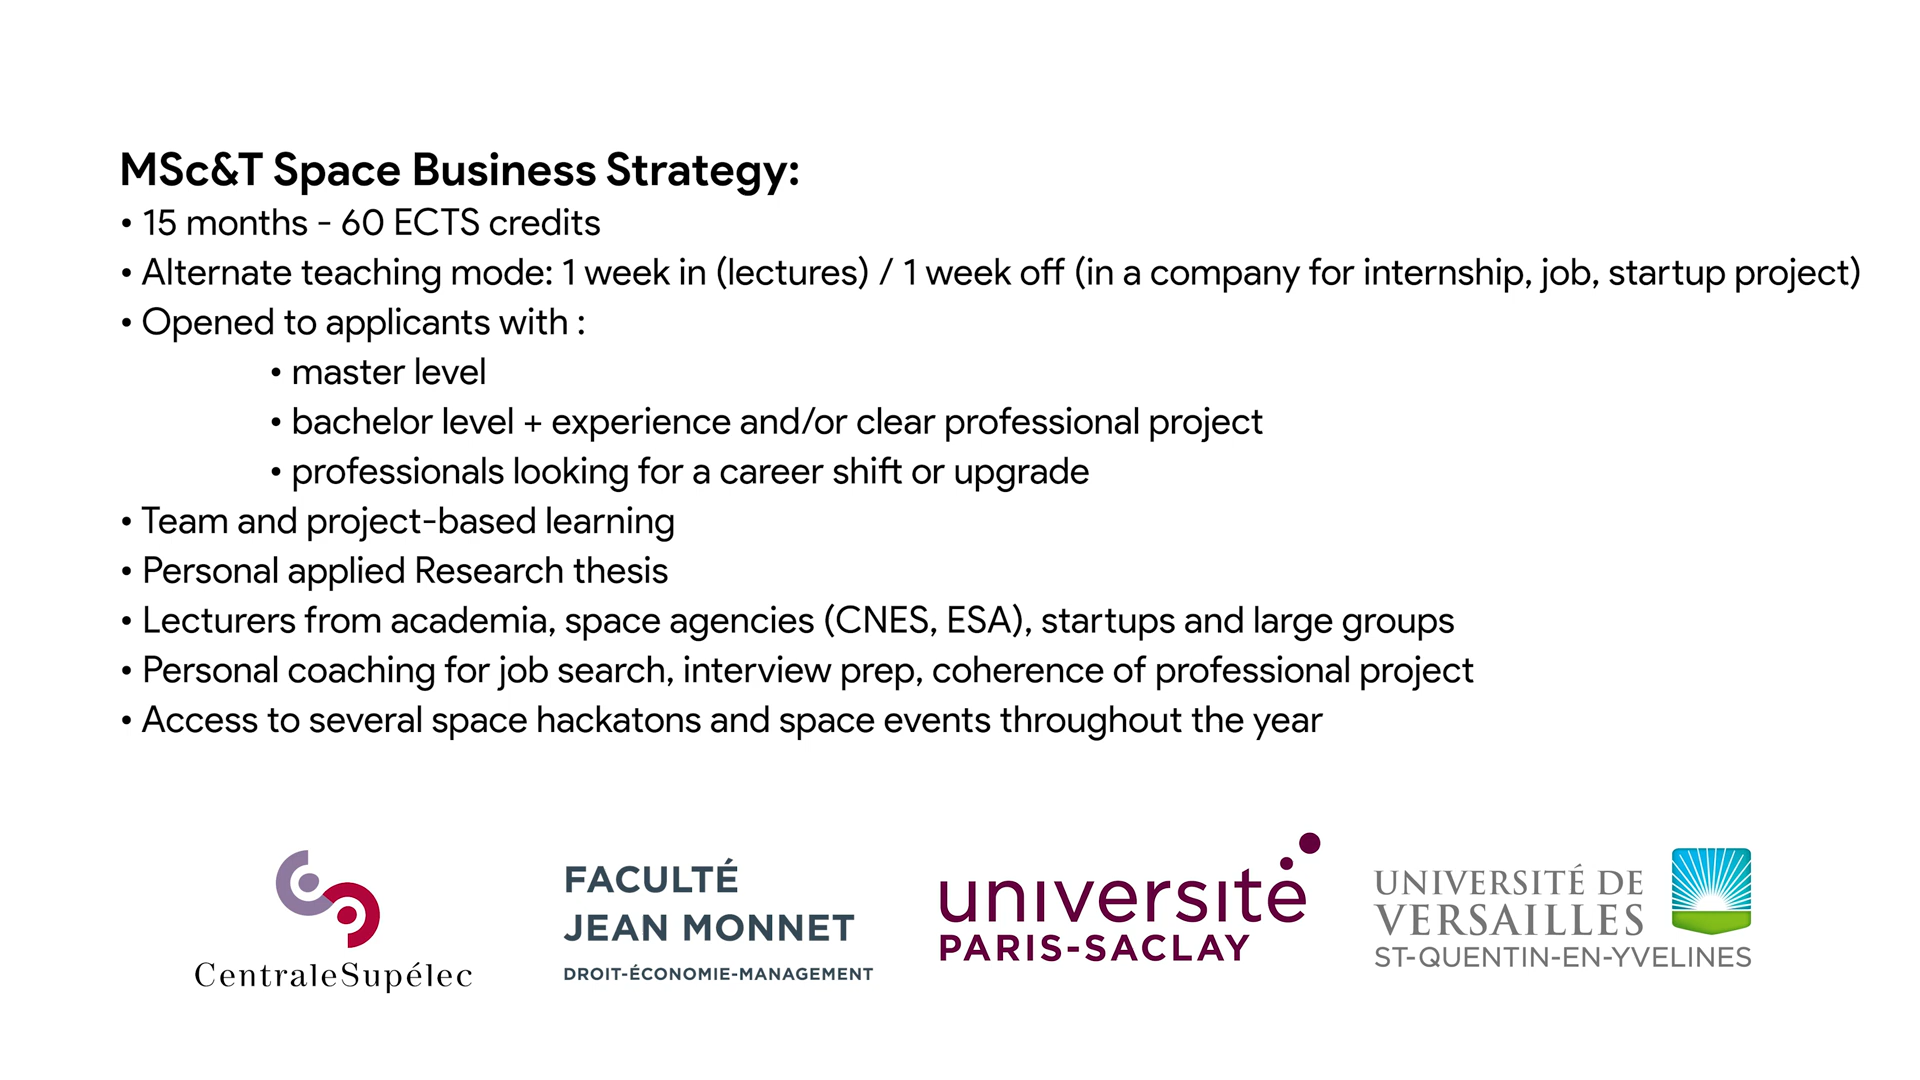 MSc&T Space Business Strategy:
• 15 months - 60 ECTS credits
• Alternate teaching mode: 1 week in (lectures) / 1 week off (in a company for internship, job, startup project)
• Opened to applicants with :
• master level
• bachelor level + experience and/or clear professional project
• professionals looking for a career shift or upgrade
• Team and project-based learning
• Personal applied Research thesis
• Lecturers from academia, space agencies (CNES, ESA), startups and large groups
• Personal coaching for job search, interview prep, coherence of professional project
• Access to several space hackatons and space events throughout the year
CentraleSupélec
FACULTÉ
JEAN MONNET
DROIT-ÉCONOMIE-MANAGEMENT
université
PARIS-SACLAY
UNIVERSITÉ DE
VERSAILLES
ST-QUENTIN-EN-YVELINES